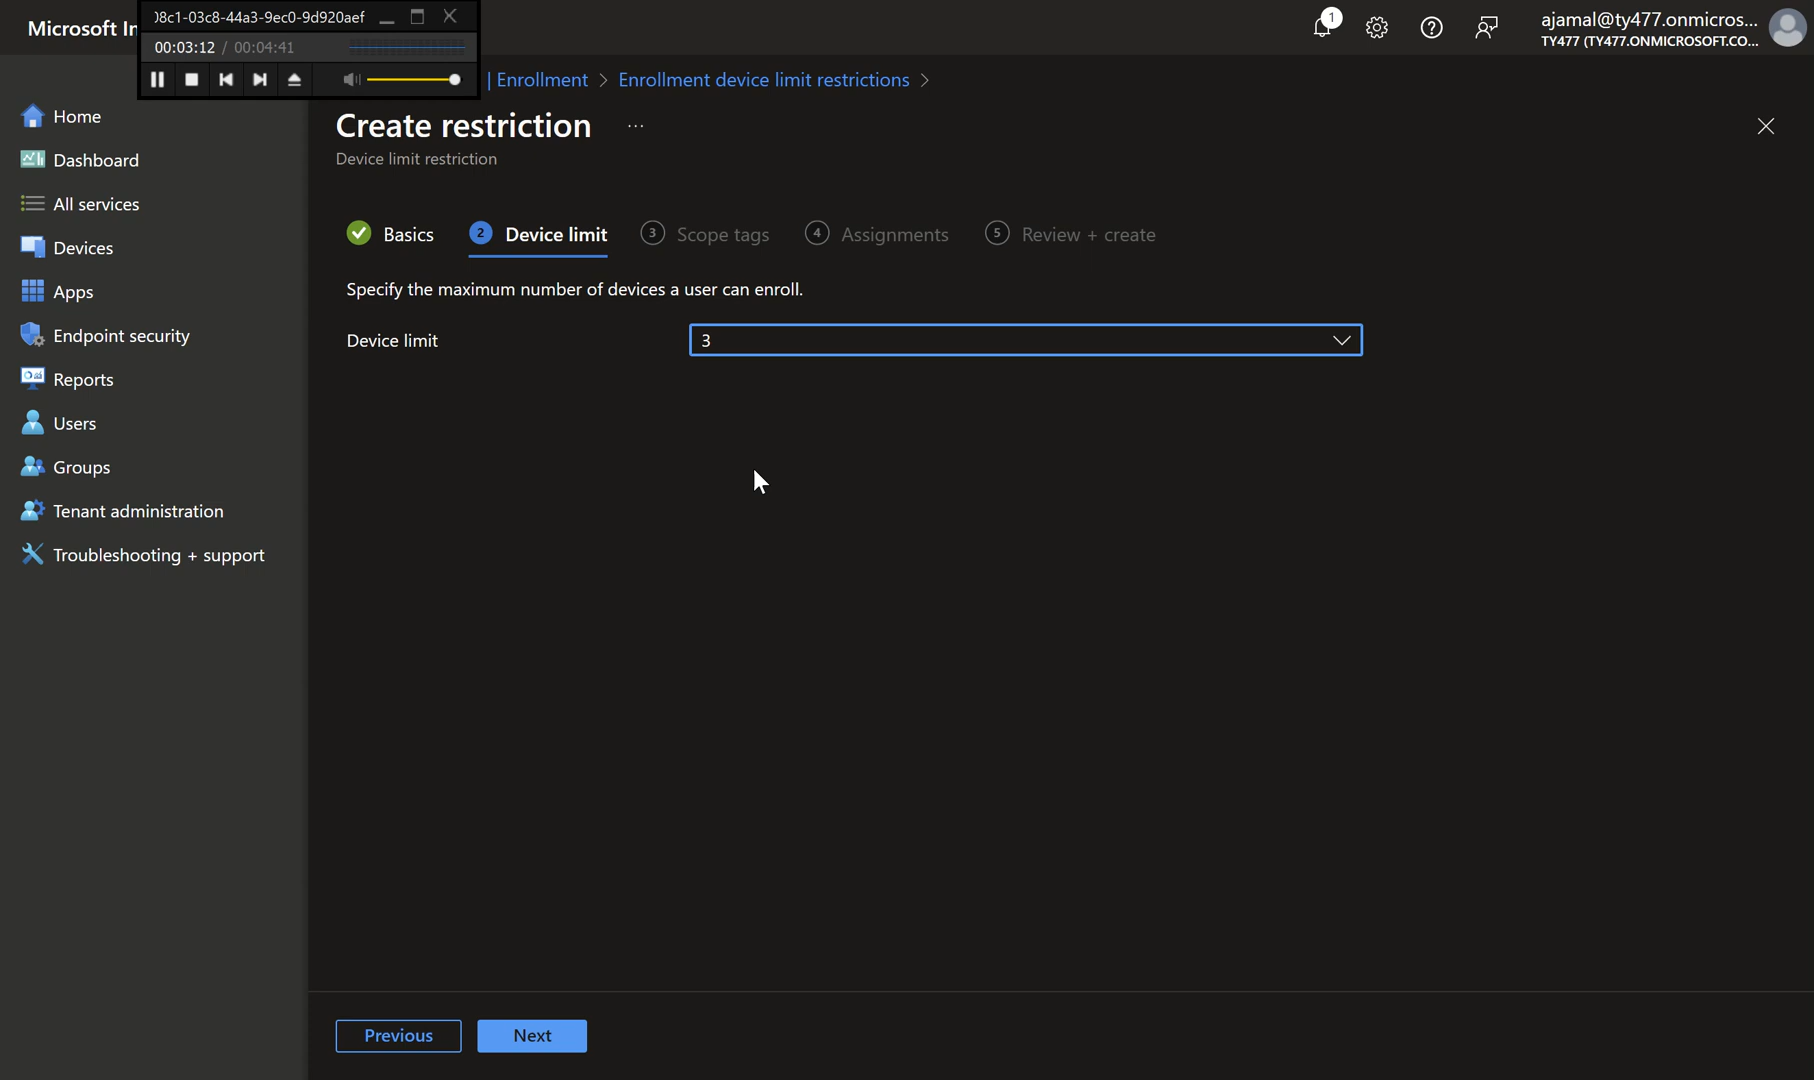 Microsoft In
08c1-03c8-44a3-9ec0-9d920aef
00:03:12 / 00:04:41
1
ajamal@ty477.onmicros...
TY477 (TY477.ONMICROSOFT.CO...
| Enrollment > Enrollment device limit restrictions >
Home
Dashboard
All services
Devices
Apps
Endpoint security
Reports
Users
Groups
Tenant administration
Troubleshooting + support
Create restriction ...
Device limit restriction
Basics 2 Device limit 3 Scope tags 4 Assignments 5 Review + create
Specify the maximum number of devices a user can enroll.
Device limit 3
Previous Next